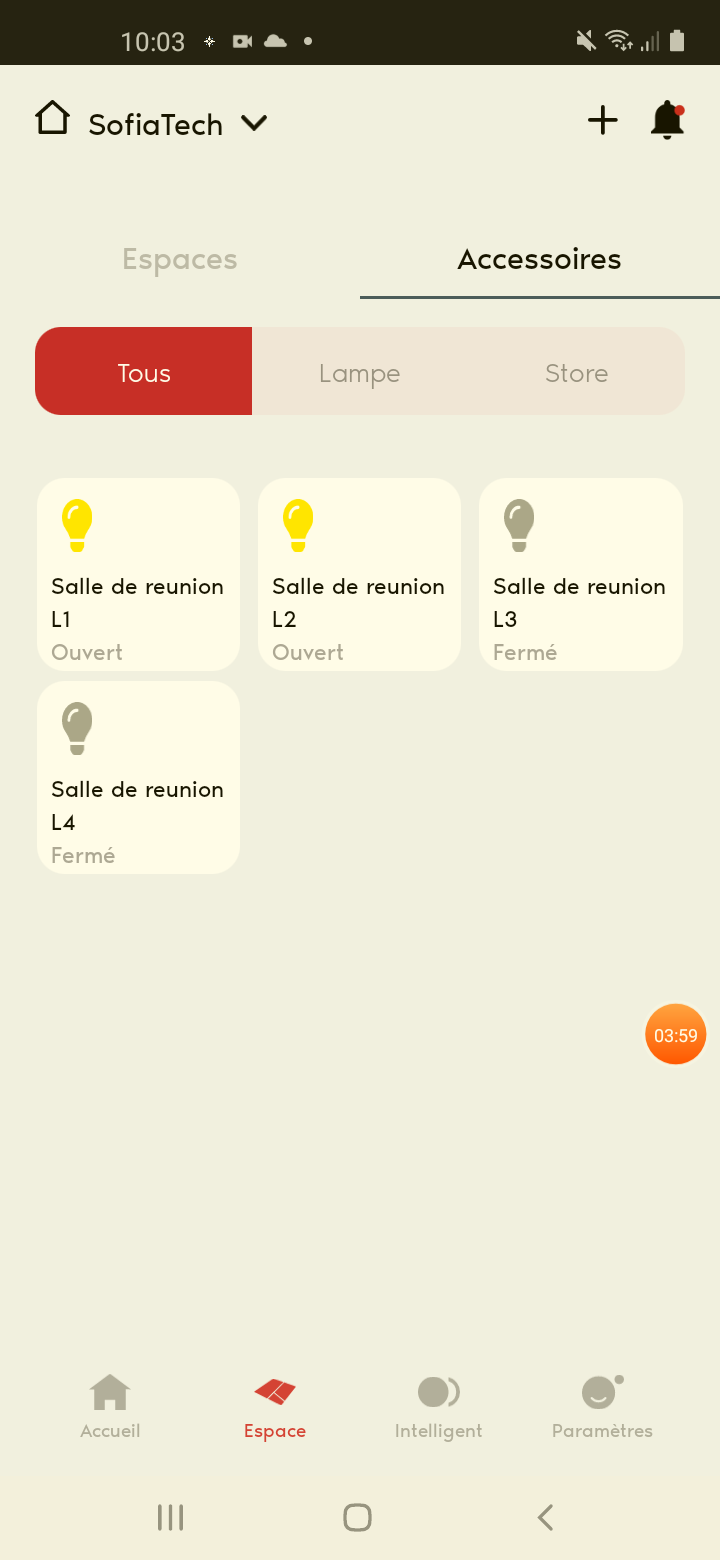 10:03
SofiaTech
Espaces
Accessoires
Tous
Lampe
Store
Salle de reunion
L1
Ouvert
Salle de reunion
L2
Ouvert
Salle de reunion
L3
Fermé
Salle de reunion
L4
Fermé
03:59
Accueil
Espace
Intelligent
Paramètres